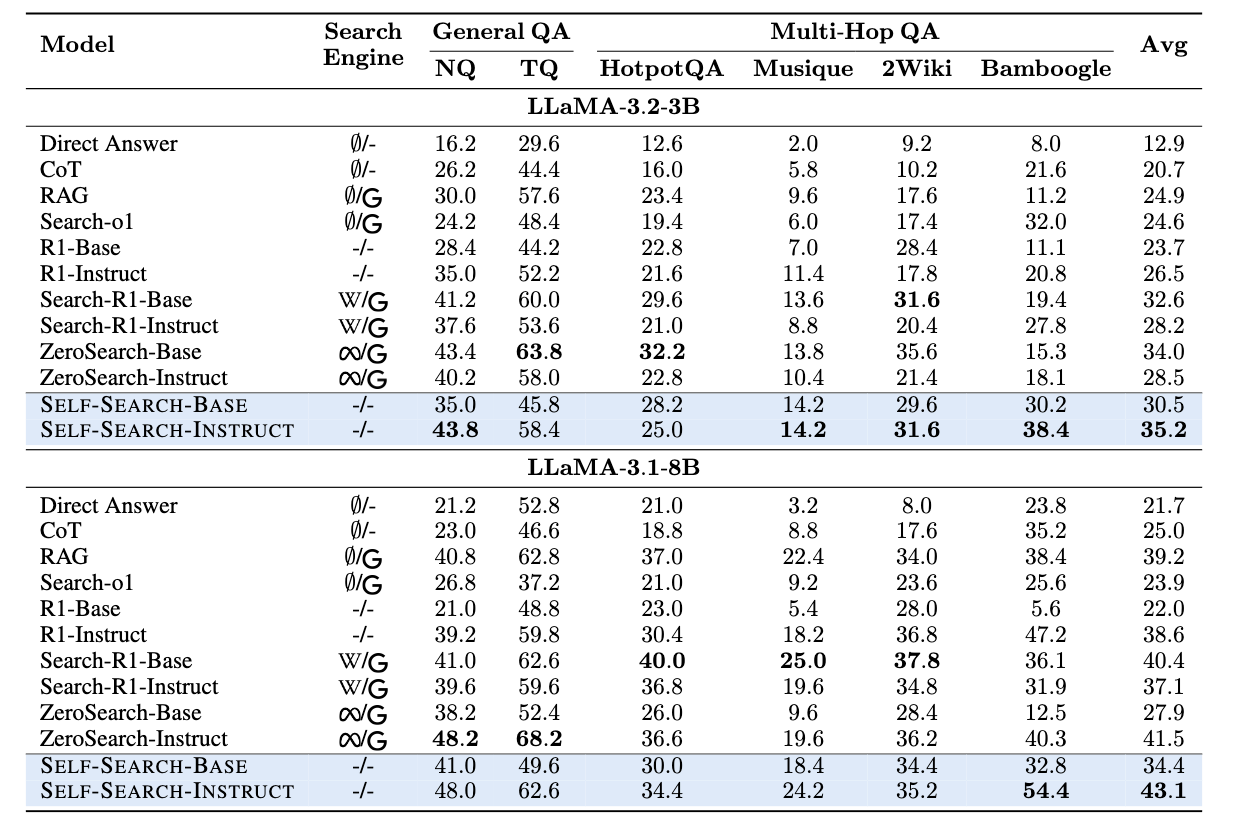 Model Search Engine General QA Multi-Hop QA Avg
NQ TQ HotpotQA Musique 2Wiki Bamboogle
LLaMA-3.2-3B
Direct Answer ∅/- 16.2 29.6 12.6 2.0 9.2 8.0 12.9
CoT ∅/- 26.2 44.4 16.0 5.8 10.2 21.6 20.7
RAG ∅/G 30.0 57.6 23.4 9.6 17.6 11.2 24.9
Search-o1 ∅/G 24.2 48.4 19.4 6.0 17.4 32.0 24.6
R1-Base -/- 28.4 44.2 22.8 7.0 28.4 11.1 23.7
R1-Instruct -/- 35.0 52.2 21.6 11.4 17.8 20.8 26.5
Search-R1-Base W/G 41.2 60.0 29.6 13.6 31.6 19.4 32.6
Search-R1-Instruct W/G 37.6 53.6 21.0 8.8 20.4 27.8 28.2
ZeroSearch-Base ∞/G 43.4 63.8 32.2 13.8 35.6 15.3 34.0
ZeroSearch-Instruct ∞/G 40.2 58.0 22.8 10.4 21.4 18.1 28.5
SELF-SEARCH-BASE -/- 35.0 45.8 28.2 14.2 29.6 30.2 30.5
SELF-SEARCH-INSTRUCT -/- 43.8 58.4 25.0 14.2 31.6 38.4 35.2
LLaMA-3.1-8B
Direct Answer ∅/- 21.2 52.8 21.0 3.2 8.0 23.8 21.7
CoT ∅/- 23.0 46.6 18.8 8.8 17.6 35.2 25.0
RAG ∅/G 40.8 62.8 37.0 22.4 34.0 38.4 39.2
Search-o1 ∅/G 26.8 37.2 21.0 9.2 23.6 25.6 23.9
R1-Base -/- 21.0 48.8 23.0 5.4 28.0 5.6 22.0
R1-Instruct -/- 39.2 59.8 30.4 18.2 36.8 47.2 38.6
Search-R1-Base W/G 41.0 62.6 40.0 25.0 37.8 36.1 40.4
Search-R1-Instruct W/G 39.6 59.6 36.8 19.6 34.8 31.9 37.1
ZeroSearch-Base ∞/G 38.2 52.4 26.0 9.6 28.4 12.5 27.9
ZeroSearch-Instruct ∞/G 48.2 68.2 36.6 19.6 36.2 40.3 41.5
SELF-SEARCH-BASE -/- 41.0 49.6 30.0 18.4 34.4 32.8 34.4
SELF-SEARCH-INSTRUCT -/- 48.0 62.6 34.4 24.2 35.2 54.4 43.1